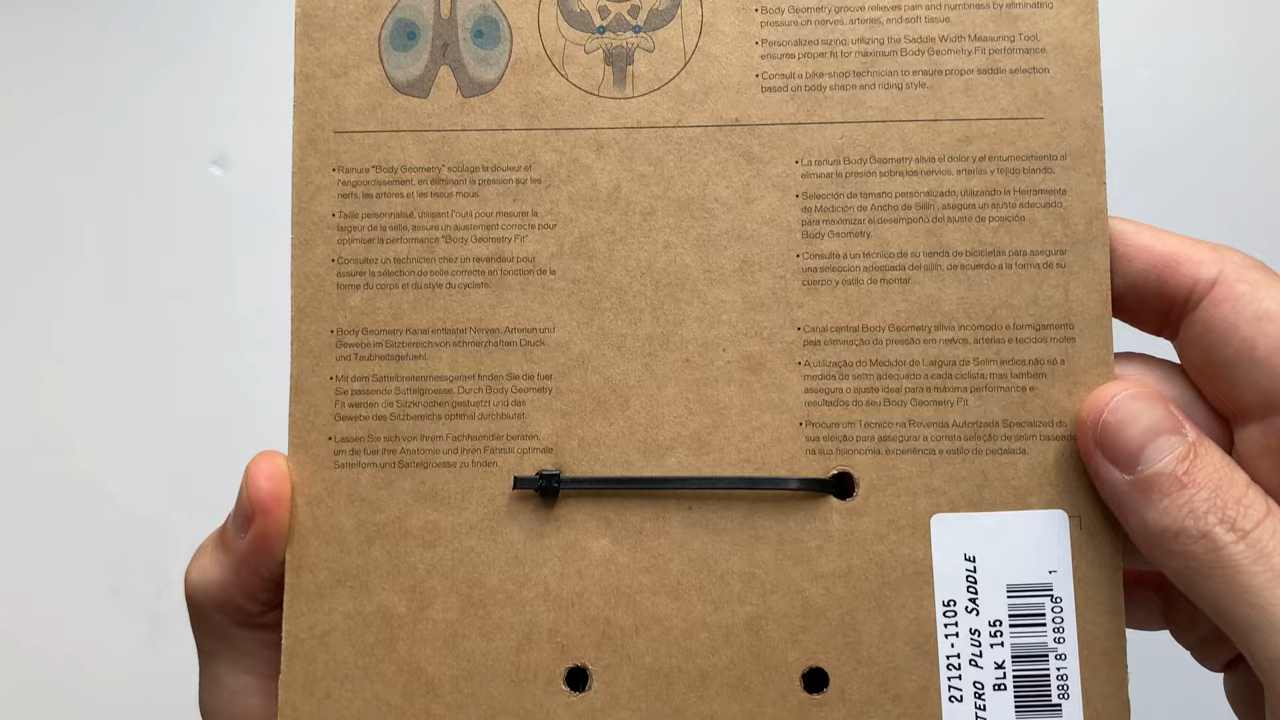 • Body Geometry groove relieves pain and numbness by eliminating
pressure on nerves, arteries, and soft tissue.
• Personalized sizing, utilizing the Saddle Width Measuring Tool,
ensures proper fit for maximum Body Geometry Fit performance.
• Consult a bike-shop technician to ensure proper saddle selection
based on body shape and riding style.
• Rainure "Body Geometry" soulage la douleur et
l'engourdissement, en éliminant la pression sur les
nerfs, les artères et les tissus mous.
• Taille personnalisé, utilisant l'outil pour mesurer la
largeur de la selle, assure un ajustement correcte pour
optimiser la performance "Body Geometry Fit".
• Consultez un technicien chez un revendeur pour
assurer la sélection de selle correcte en fonction de la
forme du corps et du style du cycliste.
• La ranura Body Geometry alivia el dolor y el entumecimiento al
eliminar la presión sobre los nervios, arterias y tejido blando.
• Selección de tamaño personalizado, utilizando la Herramienta
de Medición de Ancho de Sillín , asegura un ajuste adecuado
para maximizar el desempeño del ajuste de posición
Body Geometry.
• Consulte a un técnico de su tienda de bicicletas para asegurar
una selección adecuada del sillín, de acuerdo a la forma de su
cuerpo y estilo de montar.
• Body Geometry Kanal entlastet Nerven, Arterien und
Gewebe im Sitzbereich von schmerzhaftem Druck
und Taubheitsgefuehl.
• Mit dem Sattelbreitenmessgeraet finden Sie die fuer
Sie passende Sattelgroesse. Durch Body Geometry
Fit werden die Sitzknochen gestuetzt und das
Gewebe des Sitzbereichs optimal durchblutet.
• Lassen Sie sich von Ihrem Fachhaendler beraten,
um die fuer Ihre Anatomie und Ihren Fahrstil optimale
Sattelform und Sattelgroesse zu finden.
• Canal central Body Geometry alivia incômodo e formigamento
pela eliminação da pressão em nervos, artérias e tecidos moles
• A utilização do Medidor de Largura de Selim indica não só a
medida de selim adequado a cada ciclista, mas também
assegura o ajuste ideal para a máxima performance e
resultados do seu Body Geometry Fit.
• Procure um Técnico na Revenda Autorizada Specialized da
sua eleição para assegurar a correta seleção de selim baseado
na sua fisionomia, experiência e estilo de pedalada.
27121-1105
TERO PLUS SADDLE
BLK 155
88818 68006 1